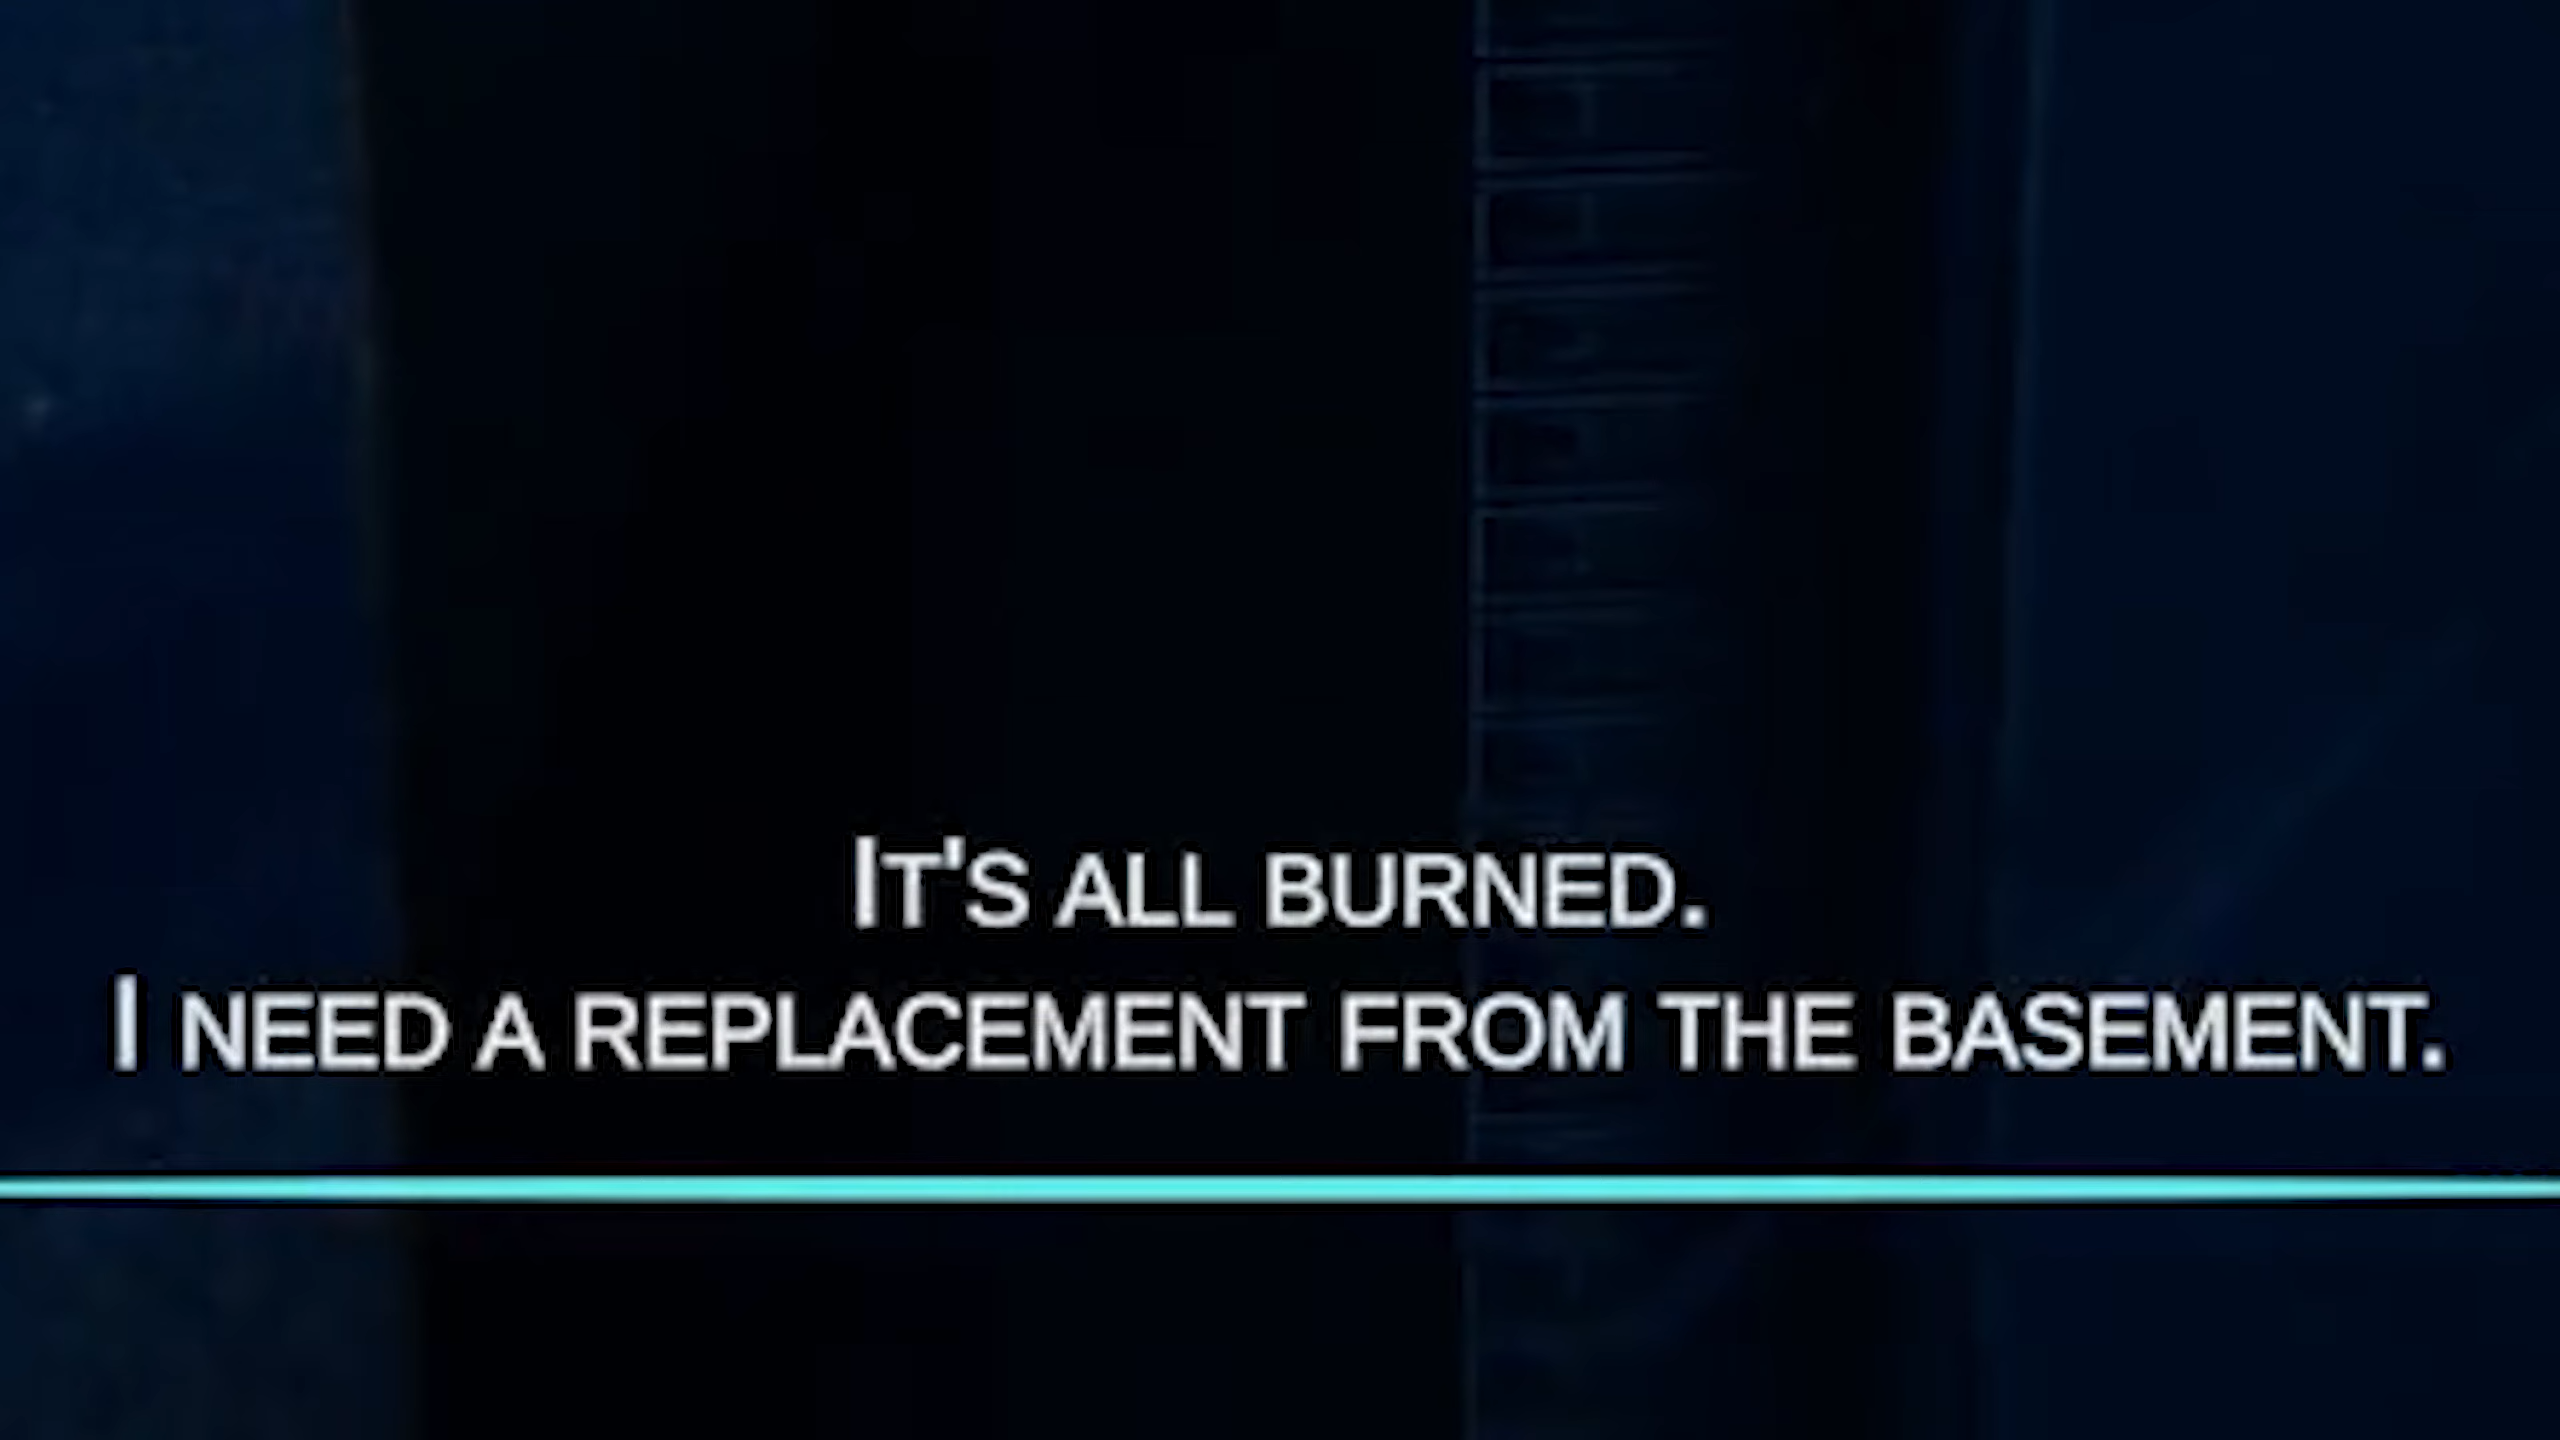 It's all burned.
I need a replacement from the basement.